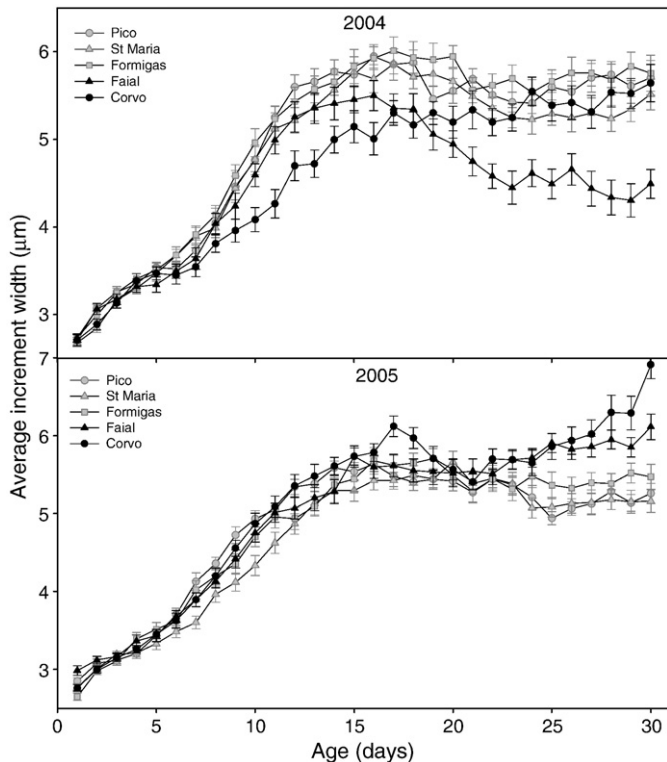 2004
Pico
St Maria
Formigas
Faial
Corvo
6
5
4
3
7
2005
Pico
St Maria
Formigas
Faial
Corvo
6
5
4
3
0 5 10 15 20 25 30
Age (days)
Average increment width (μm)